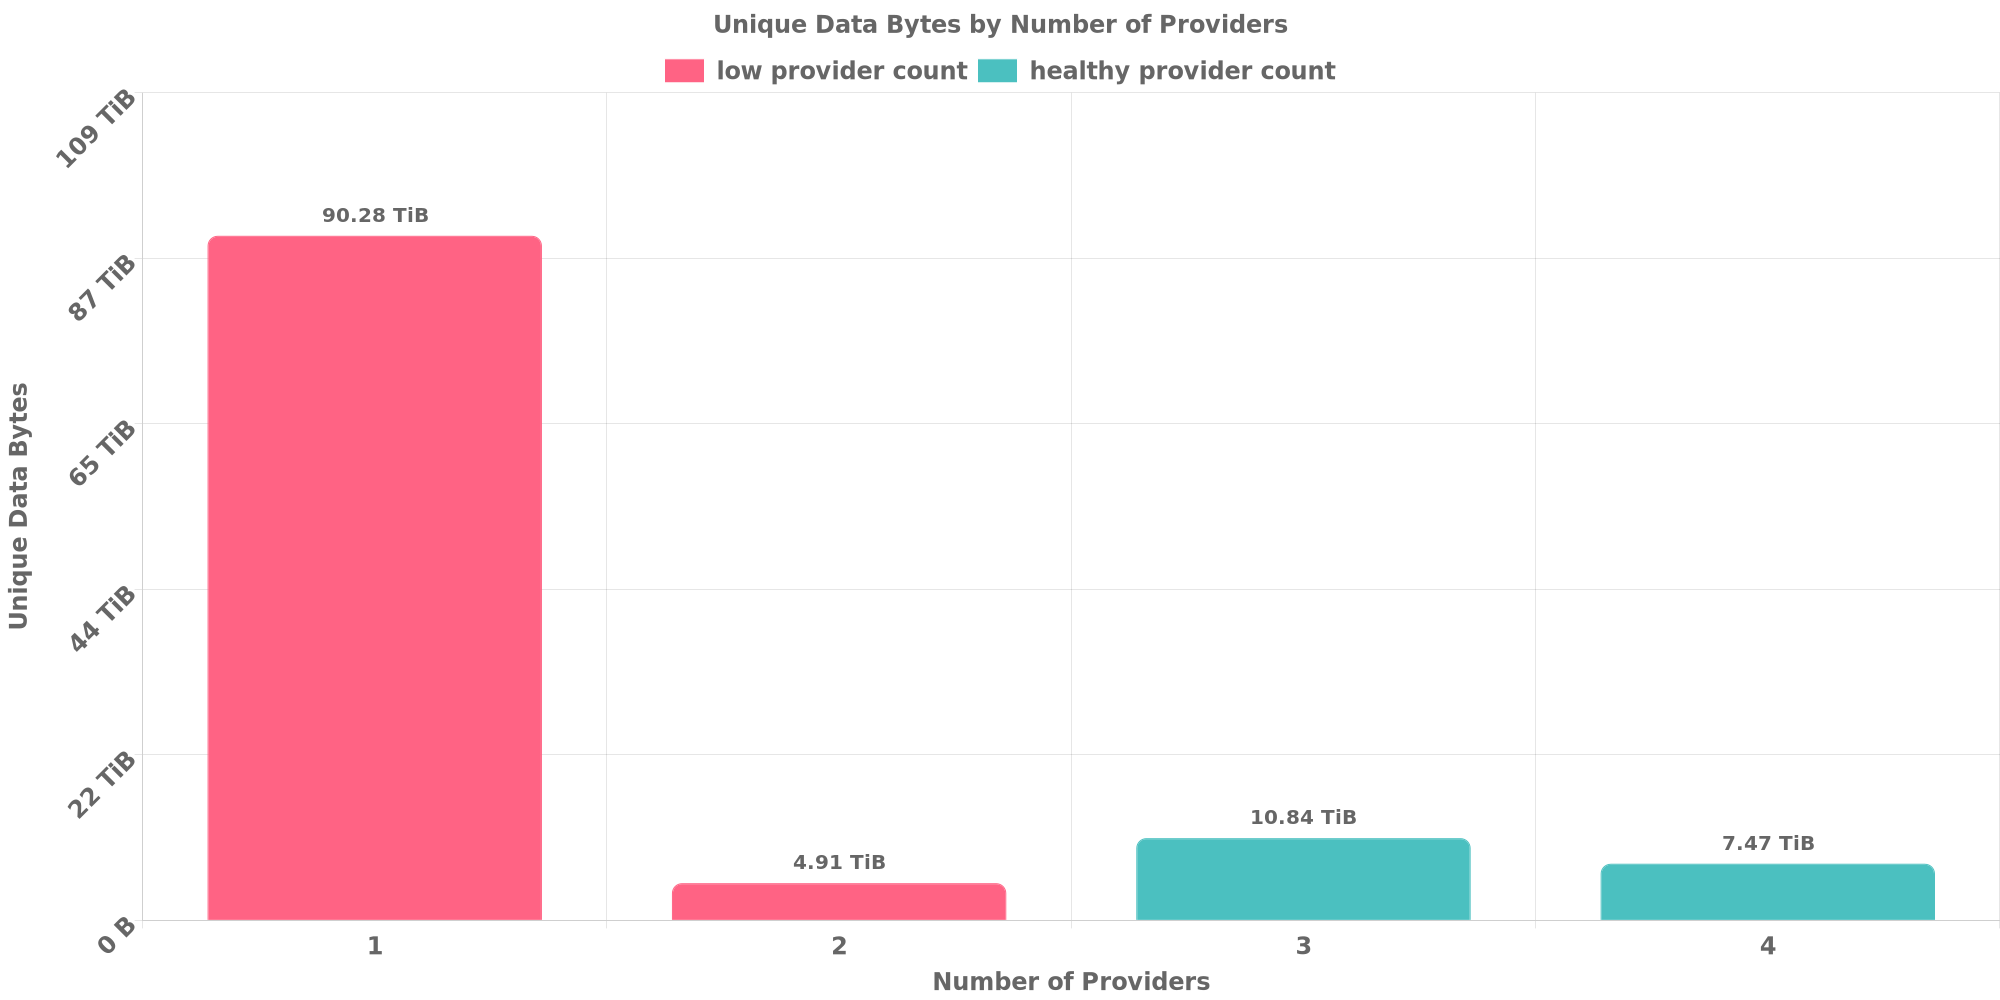 Unique Data Bytes by Number of Providers
low provider count healthy provider count
109 TiB
87 TiB
65 TiB
44 TiB
22 TiB
0 B
Unique Data Bytes
90.28 TiB
4.91 TiB
10.84 TiB
7.47 TiB
1 2 3 4
Number of Providers